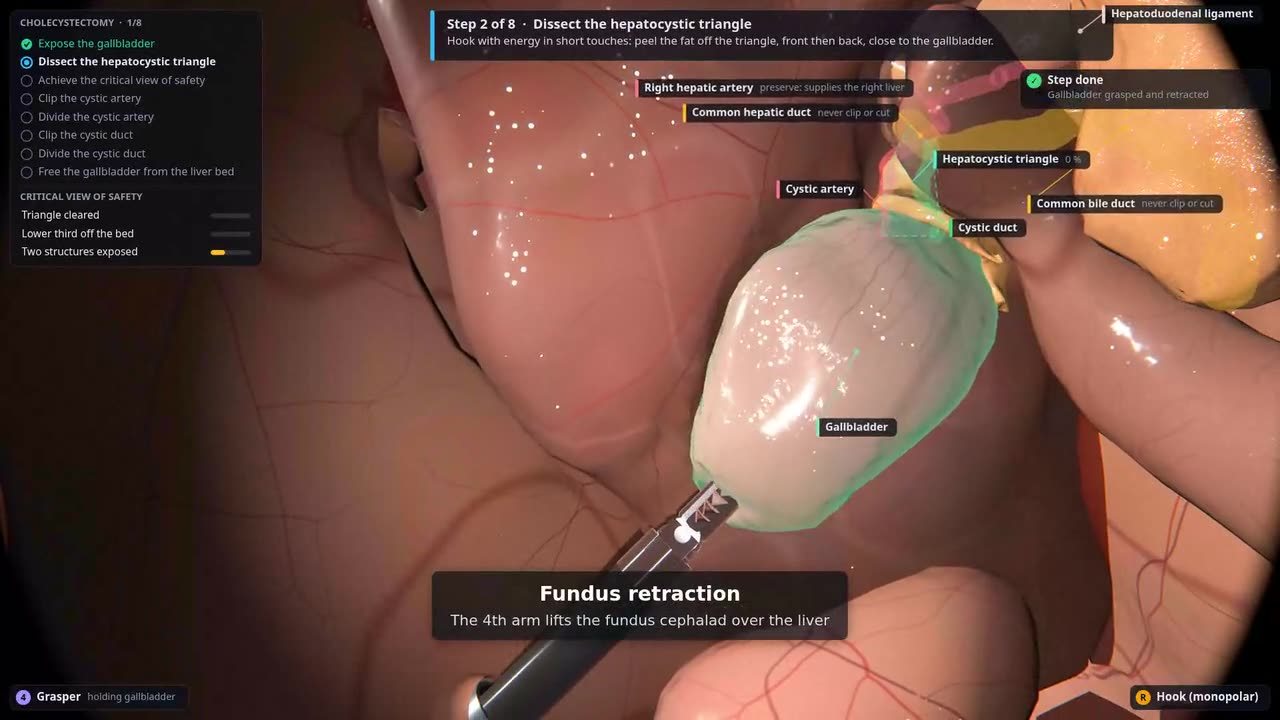 CHOLECYSTECTOMY · 1/8
Expose the gallbladder
Dissect the hepatocystic triangle
Achieve the critical view of safety
Clip the cystic artery
Divide the cystic artery
Clip the cystic duct
Divide the cystic duct
Free the gallbladder from the liver bed
CRITICAL VIEW OF SAFETY
Triangle cleared
Lower third off the bed
Two structures exposed
Step 2 of 8 · Dissect the hepatocystic triangle
Hook with energy in short touches: peel the fat off the triangle, front then back, close to the gallbladder.
Hepatoduodenal ligament
Step done
Gallbladder grasped and retracted
Right hepatic artery preserve: supplies the right liver
Common hepatic duct never clip or cut
Hepatocystic triangle 0 %
Cystic artery
Common bile duct never clip or cut
Cystic duct
Gallbladder
Fundus retraction
The 4th arm lifts the fundus cephalad over the liver
4 Grasper holding gallbladder
R Hook (monopolar)